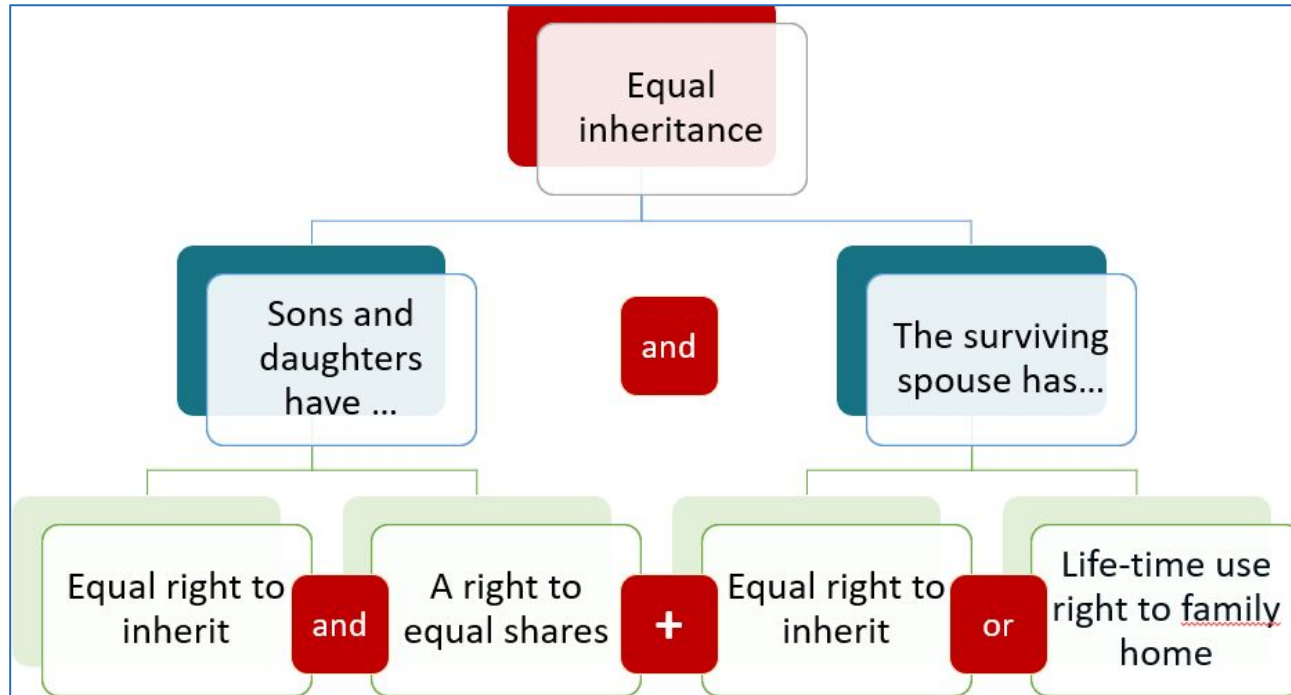 Equal
inheritance
Sons and
daughters
have ...
and
The surviving
spouse has...
Equal right to
inherit
and
A right to
equal shares
+
Equal right to
inherit
or
Life-time use
right to family
home